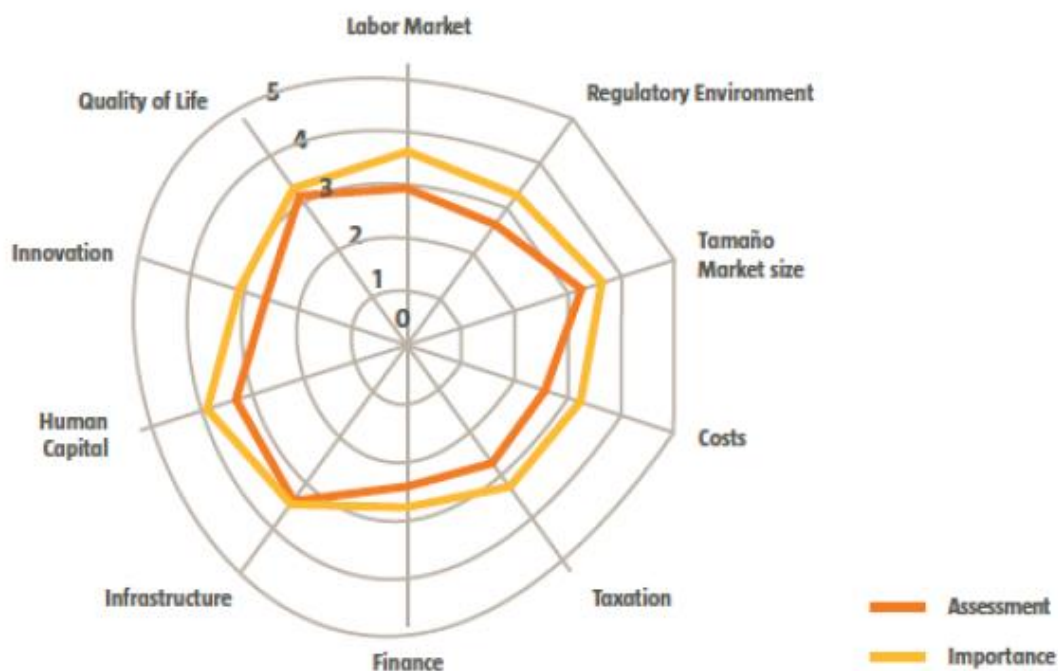 Labor Market
Quality of Life
5
Regulatory Environment
4
3
2
Innovation
Tamaño
Market size
1
0
Human
Capital
Costs
Infrastructure
Taxation
Assessment
Finance
Importance